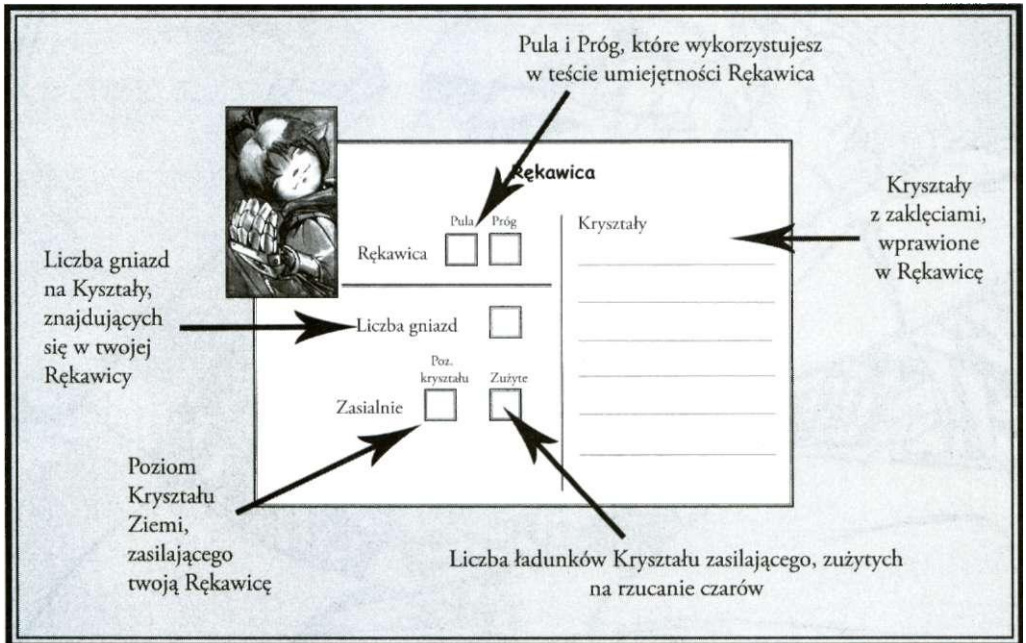 Pula i Próg, które wykorzystujesz
w teście umiejętności Rękawica
Rękawica
Pula Próg
Rękawica
Kryształy
Kryształy
z zaklęciami,
wprawione
w Rękawicę
Liczba gniazd
na Kyształy,
znajdujących
się w twojej
Rękawicy
Liczba gniazd
Poz.
kryształu
Zużyte
Zasialnie
Poziom
Kryształu
Ziemi,
zasilającego
twoją Rękawicę
Liczba ładunków Kryształu zasilającego, zużytych
na rzucanie czarów